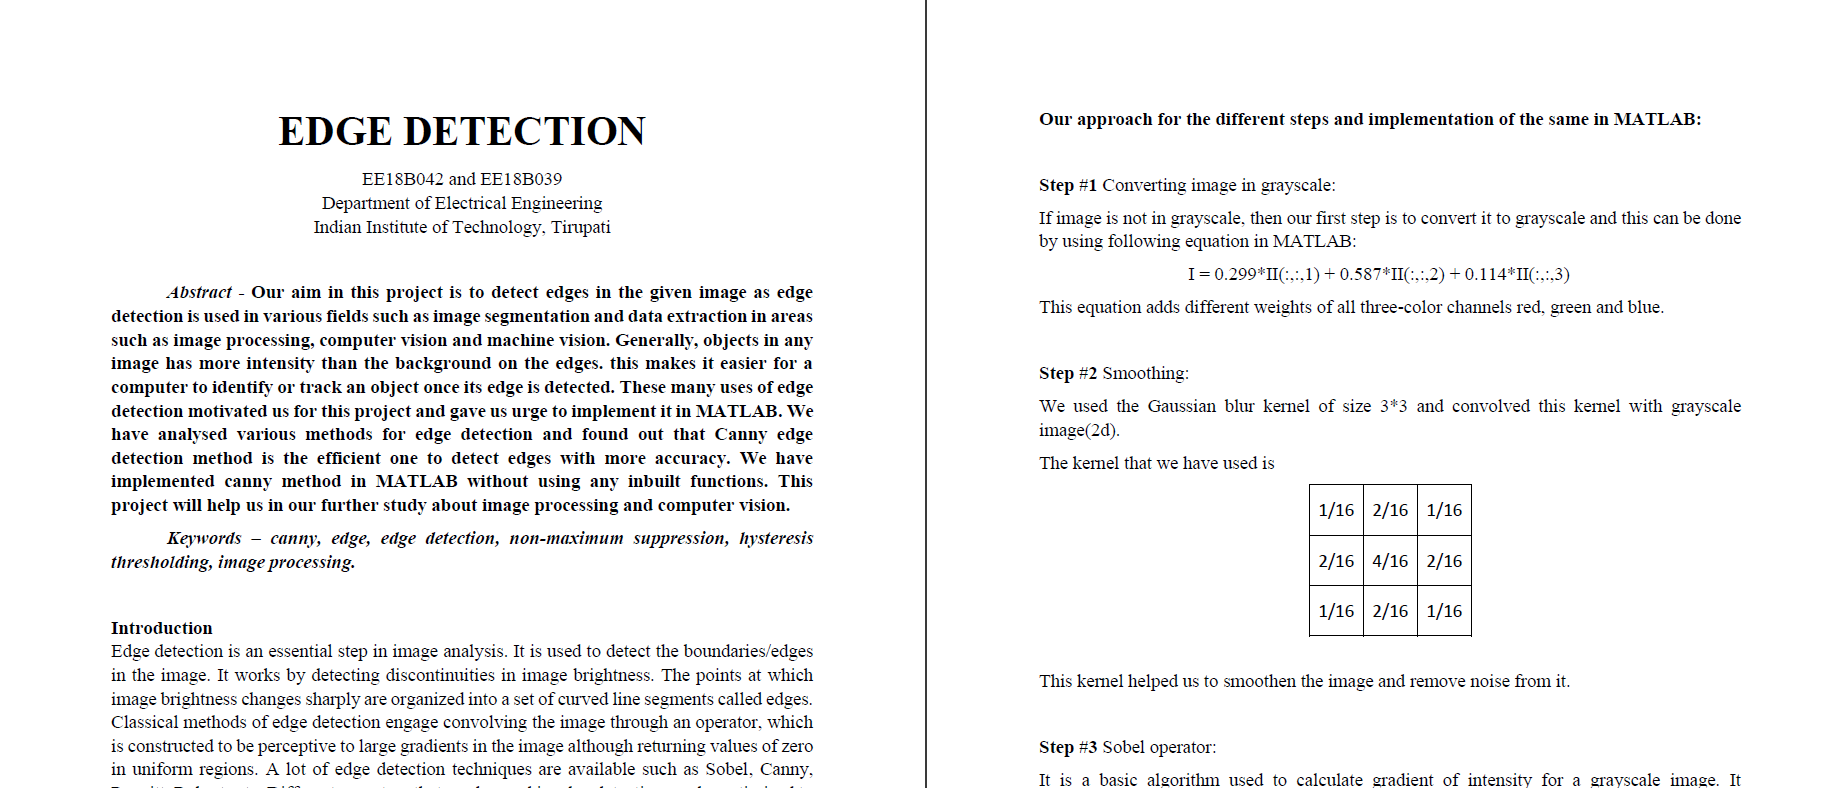 EDGE DETECTION
EE18B042 and EE18B039
Department of Electrical Engineering
Indian Institute of Technology, Tirupati
Abstract - Our aim in this project is to detect edges in the given image as edge
detection is used in various fields such as image segmentation and data extraction in areas
such as image processing, computer vision and machine vision. Generally, objects in any
image has more intensity than the background on the edges. this makes it easier for a
computer to identify or track an object once its edge is detected. These many uses of edge
detection motivated us for this project and gave us urge to implement it in MATLAB. We
have analysed various methods for edge detection and found out that Canny edge
detection method is the efficient one to detect edges with more accuracy. We have
implemented canny method in MATLAB without using any inbuilt functions. This
project will help us in our further study about image processing and computer vision.
Keywords – canny, edge, edge detection, non-maximum suppression, hysteresis
thresholding, image processing.
Introduction
Edge detection is an essential step in image analysis. It is used to detect the boundaries/edges
in the image. It works by detecting discontinuities in image brightness. The points at which
image brightness changes sharply are organized into a set of curved line segments called edges.
Classical methods of edge detection engage convolving the image through an operator, which
is constructed to be perceptive to large gradients in the image although returning values of zero
in uniform regions. A lot of edge detection techniques are available such as Sobel, Canny,
Our approach for the different steps and implementation of the same in MATLAB:
Step #1 Converting image in grayscale:
If image is not in grayscale, then our first step is to convert it to grayscale and this can be done
by using following equation in MATLAB:
I = 0.299*II(:,:,1) + 0.587*II(:,:,2) + 0.114*II(:,:,3)
This equation adds different weights of all three-color channels red, green and blue.
Step #2 Smoothing:
We used the Gaussian blur kernel of size 3*3 and convolved this kernel with grayscale
image(2d).
The kernel that we have used is
1/16 2/16 1/16
2/16 4/16 2/16
1/16 2/16 1/16
This kernel helped us to smoothen the image and remove noise from it.
Step #3 Sobel operator:
It is a basic algorithm used to calculate gradient of intensity for a grayscale image. It